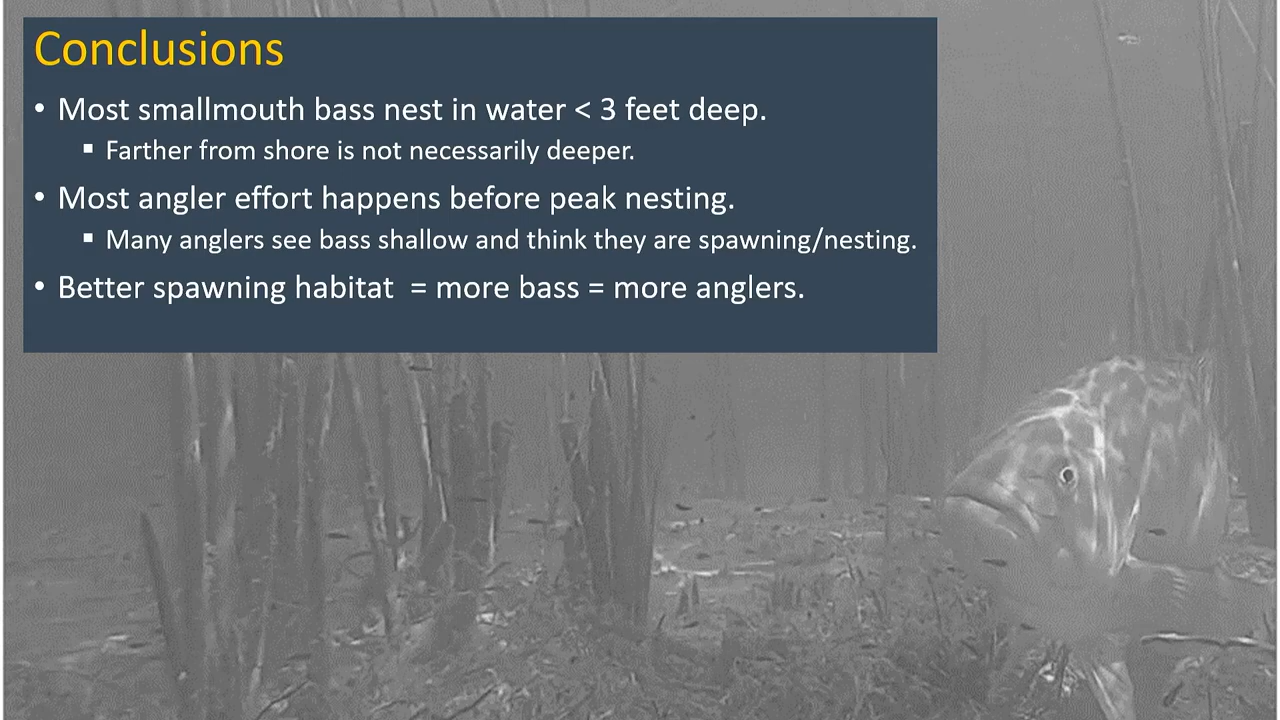 Conclusions
• Most smallmouth bass nest in water < 3 feet deep.
▪ Farther from shore is not necessarily deeper.
• Most angler effort happens before peak nesting.
▪ Many anglers see bass shallow and think they are spawning/nesting.
• Better spawning habitat = more bass = more anglers.